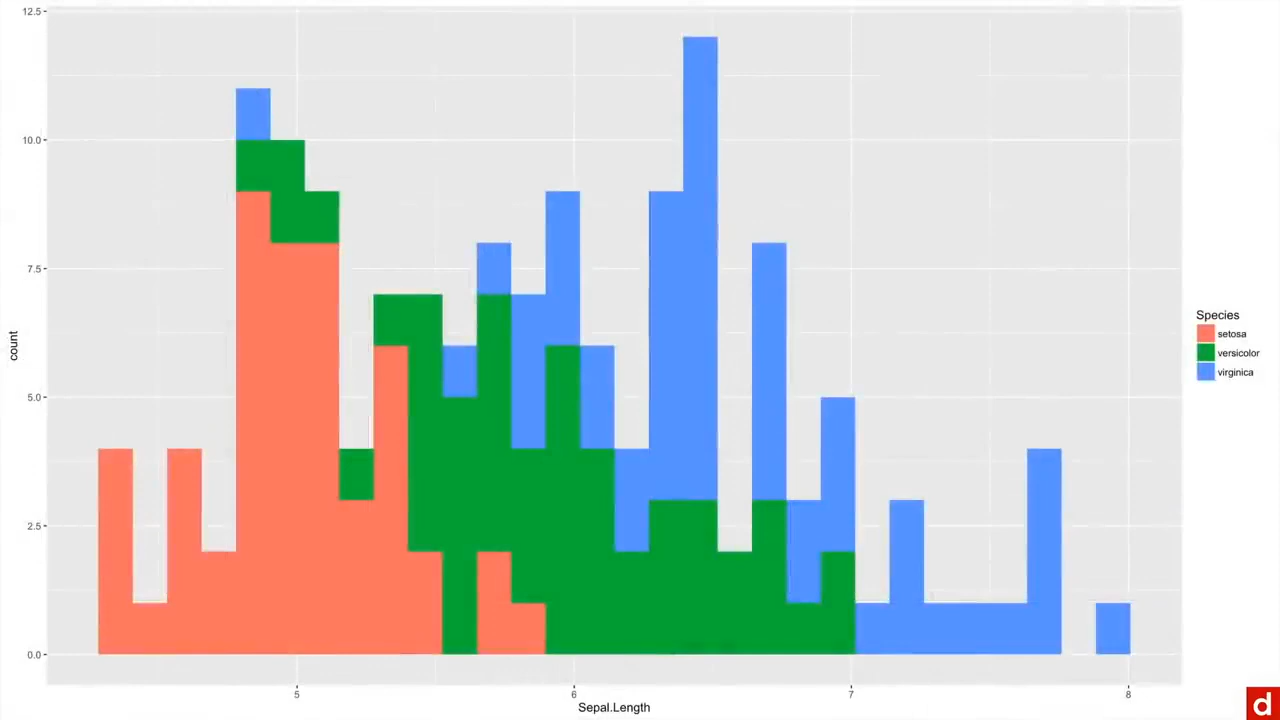 12.5
10.0
7.5
5.0
2.5
0.0
count
5 6 7 8
Sepal.Length
Species
setosa
versicolor
virginica
d